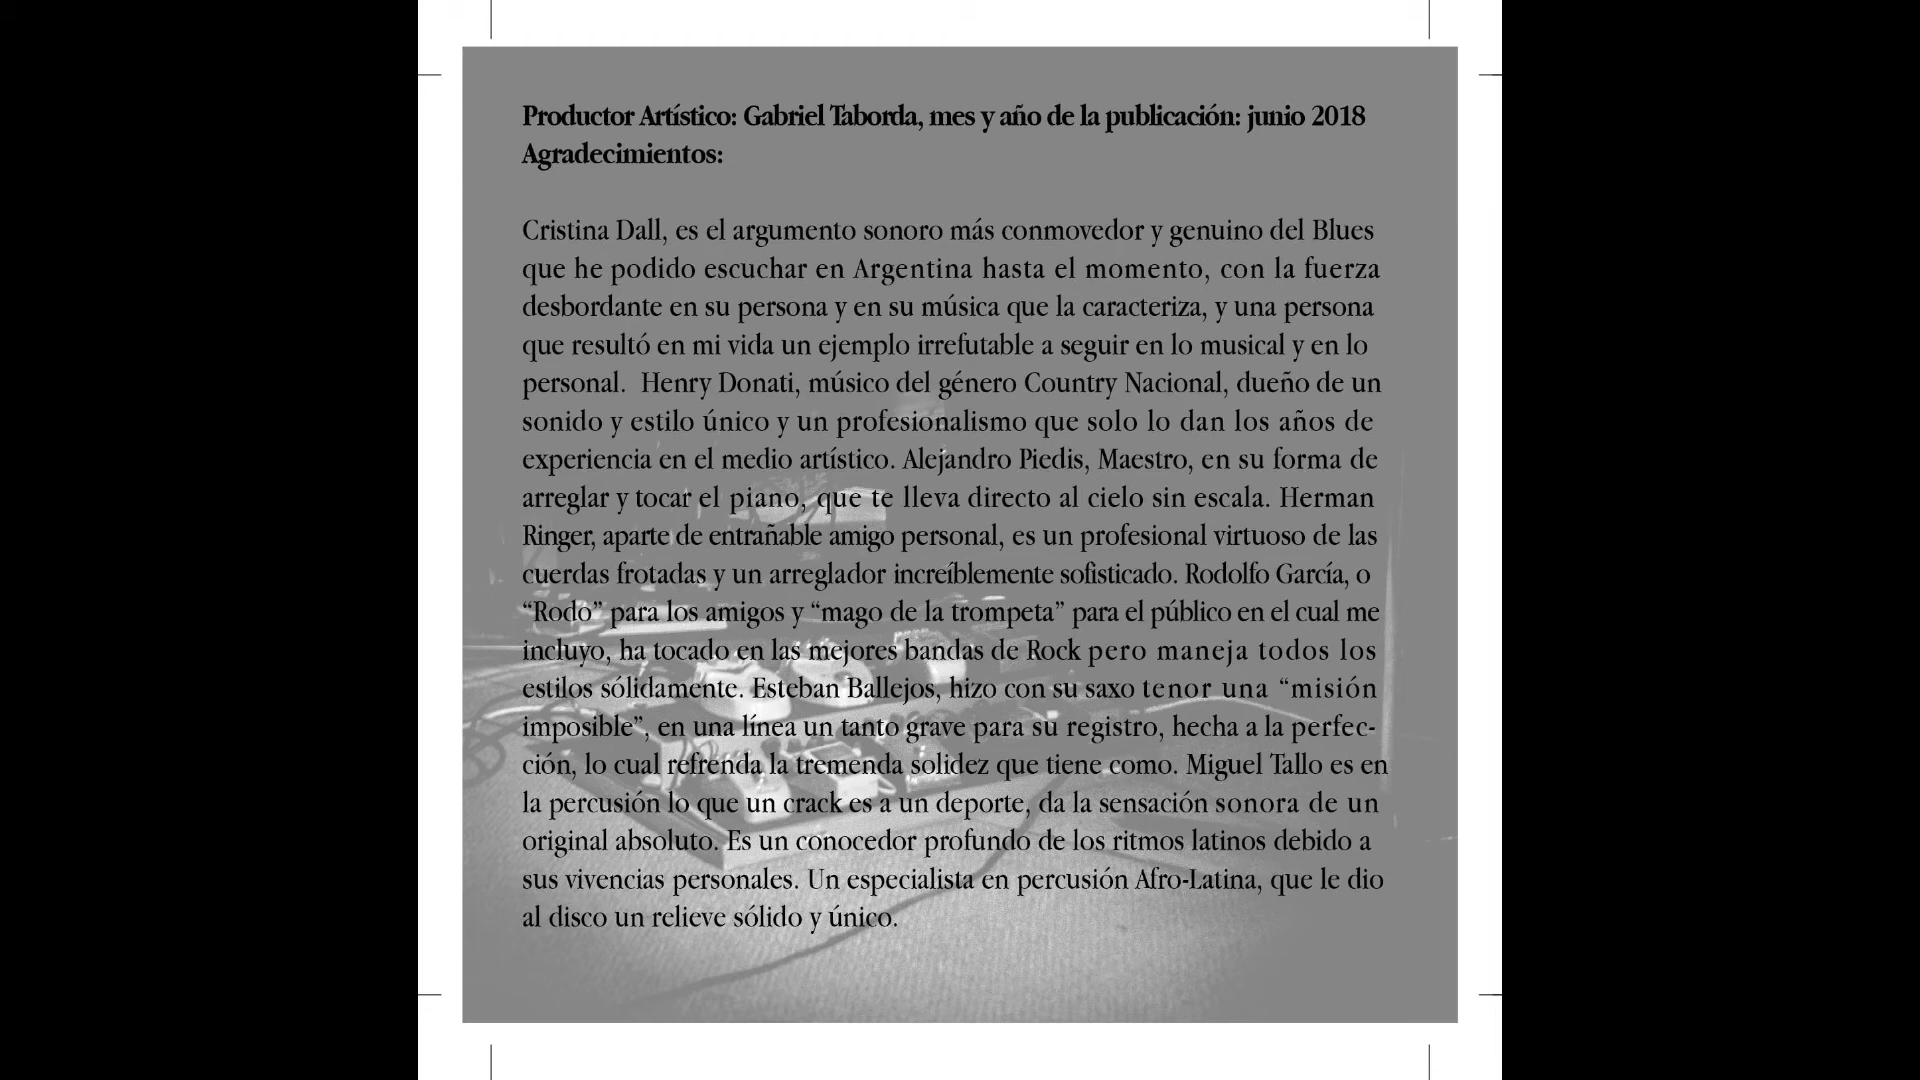 Productor Artístico: Gabriel Taborda, mes y año de la publicación: junio 2018
Agradecimientos:
Cristina Dall, es el argumento sonoro más conmovedor y genuino del Blues
que he podido escuchar en Argentina hasta el momento, con la fuerza
desbordante en su persona y en su música que la caracteriza, y una persona
que resultó en mi vida un ejemplo irrefutable a seguir en lo musical y en lo
personal.  Henry Donati, músico del género Country Nacional, dueño de un
sonido y estilo único y un profesionalismo que solo lo dan los años de
experiencia en el medio artístico. Alejandro Piedis, Maestro, en su forma de
arreglar y tocar el piano, que te lleva directo al cielo sin escala. Herman
Ringer, aparte de entrañable amigo personal, es un profesional virtuoso de las
cuerdas frotadas y un arreglador increíblemente sofisticado. Rodolfo García, o
“Rodo” para los amigos y “mago de la trompeta” para el público en el cual me
incluyo, ha tocado en las mejores bandas de Rock pero maneja todos los
estilos sólidamente. Esteban Ballejos, hizo con su saxo tenor una “misión
imposible”, en una línea un tanto grave para su registro, hecha a la perfec-
ción, lo cual refrenda la tremenda solidez que tiene como. Miguel Tallo es en
la percusión lo que un crack es a un deporte, da la sensación sonora de un
original absoluto. Es un conocedor profundo de los ritmos latinos debido a
sus vivencias personales. Un especialista en percusión Afro-Latina, que le dio
al disco un relieve sólido y único.